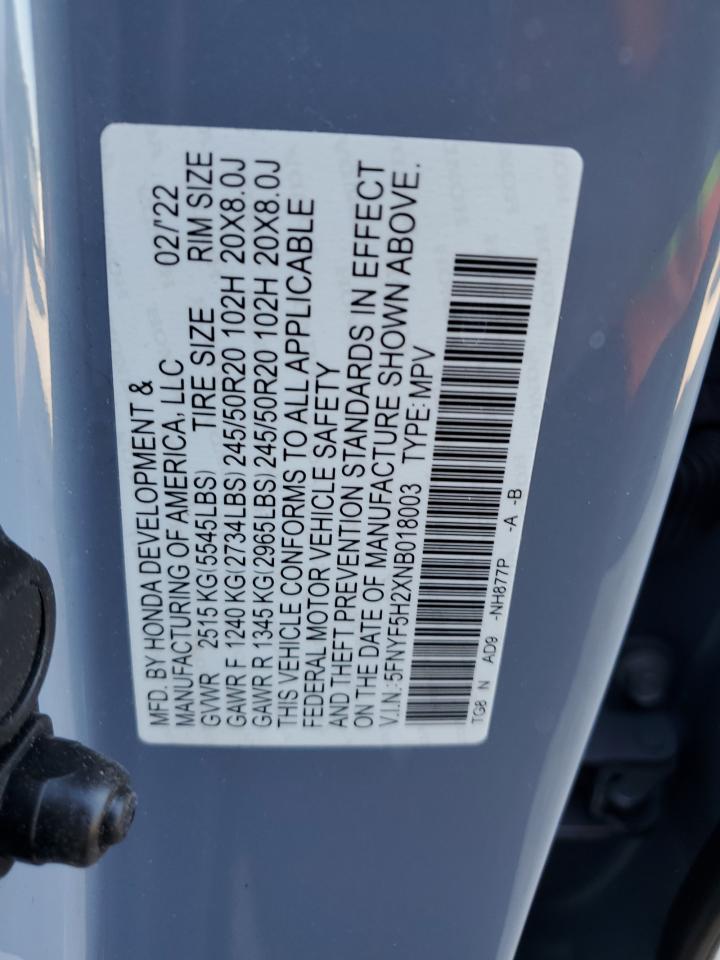 MFD. BY HONDA DEVELOPMENT & 02/'22
MANUFACTURING OF AMERICA, LLC
GVWR 2515 KG(5545LBS) TIRE SIZE RIM SIZE
GAWR F 1240 KG(2734LBS)245/50R20 102H 20X8.0J
GAWR R 1345 KG(2965LBS)245/50R20 102H 20X8.0J
THIS VEHICLE CONFORMS TO ALL APPLICABLE
FEDERAL MOTOR VEHICLE SAFETY
AND THEFT PREVENTION STANDARDS IN EFFECT
ON THE DATE OF MANUFACTURE SHOWN ABOVE.
V.I.N.:5FNYF5H2XNB018003 TYPE:MPV
TG8 N AD9 -NH877P -A -B